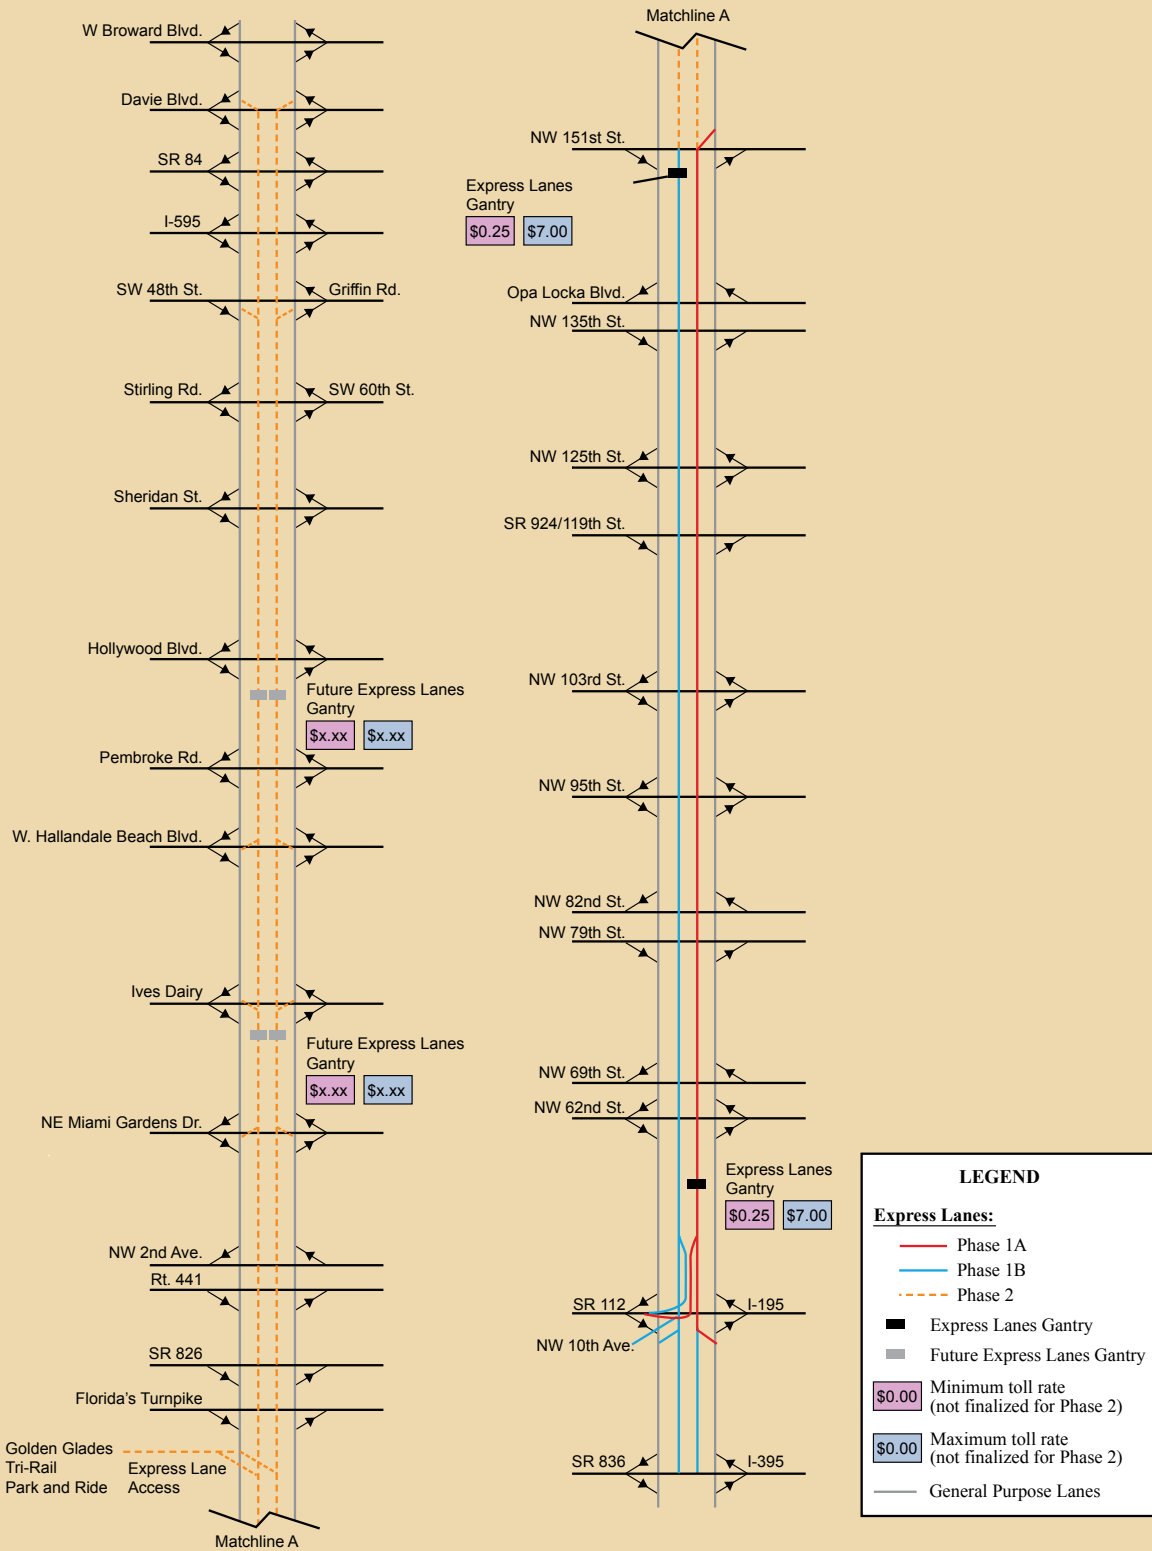 W Broward Blvd.
Davie Blvd.
SR 84
I-595
SW 48th St.
Griffin Rd.
Stirling Rd.
SW 60th St.
Sheridan St.
Hollywood Blvd.
Future Express Lanes
Gantry
$x.xx
$x.xx
Pembroke Rd.
W. Hallandale Beach Blvd.
Ives Dairy
Future Express Lanes
Gantry
$x.xx
$x.xx
NE Miami Gardens Dr.
NW 2nd Ave.
Rt. 441
SR 826
Florida's Turnpike
Golden Glades
Tri-Rail
Park and Ride
Express Lane
Access
Matchline A
Matchline A
NW 151st St.
Express Lanes
Gantry
$0.25
$7.00
Opa Locka Blvd.
NW 135th St.
NW 125th St.
SR 924/119th St.
NW 103rd St.
NW 95th St.
NW 82nd St.
NW 79th St.
NW 69th St.
NW 62nd St.
Express Lanes
Gantry
$0.25
$7.00
SR 112
I-195
NW 10th Ave.
SR 836
I-395
LEGEND
Express Lanes:
Phase 1A
Phase 1B
Phase 2
Express Lanes Gantry
Future Express Lanes Gantry
$0.00
Minimum toll rate
(not finalized for Phase 2)
$0.00
Maximum toll rate
(not finalized for Phase 2)
General Purpose Lanes